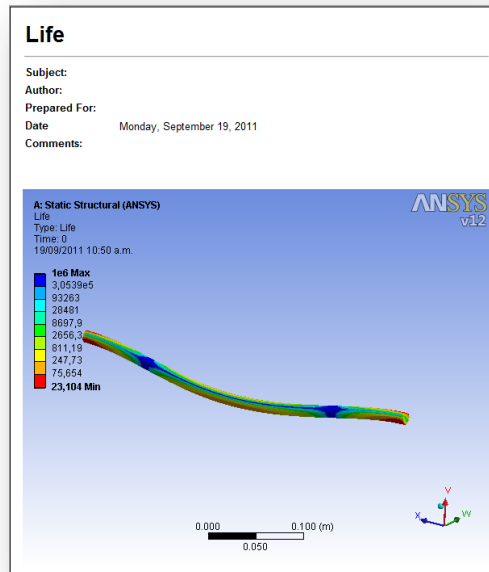 Life
Subject:
Author:
Prepared For:
Date Monday, September 19, 2011
Comments:
A: Static Structural (ANSYS)
Life
Type: Life
Time: 0
19/09/2011 10:50 a.m.
ANSYS
v12
1e6 Max
3,0539e5
93263
28481
8697,9
2656,3
811,19
247,73
75,654
23,104 Min
0.000 0.100 (m)
0.050